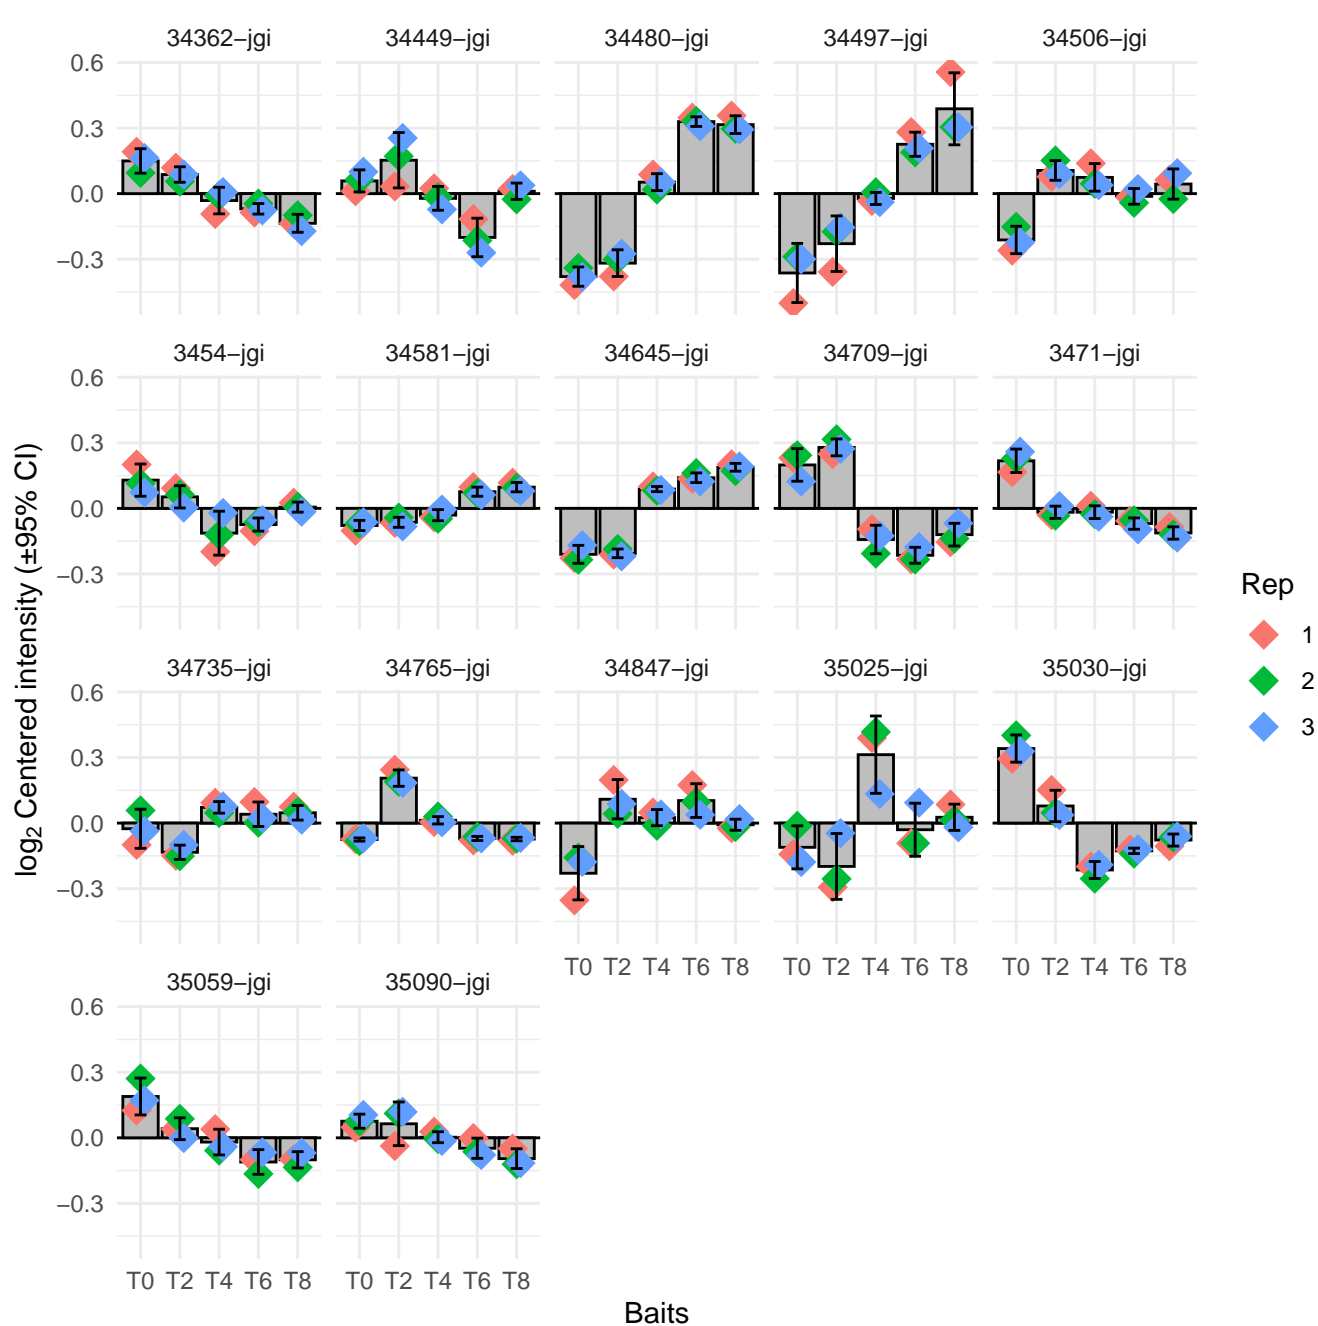 34362−jgi 34449−jgi 34480−jgi 34497−jgi 34506−jgi
0.6
0.3
0.0
−0.3
3454−jgi 34581−jgi 34645−jgi 34709−jgi 3471−jgi
0.6
0.3
0.0
−0.3
34735−jgi 34765−jgi 34847−jgi 35025−jgi 35030−jgi
0.6
0.3
0.0
−0.3
T0 T2 T4 T6 T8 T0 T2 T4 T6 T8 T0 T2 T4 T6 T8
35059−jgi 35090−jgi
0.6
0.3
0.0
−0.3
T0 T2 T4 T6 T8 T0 T2 T4 T6 T8
Baits
log2 Centered intensity (±95% CI)
Rep
1
2
3